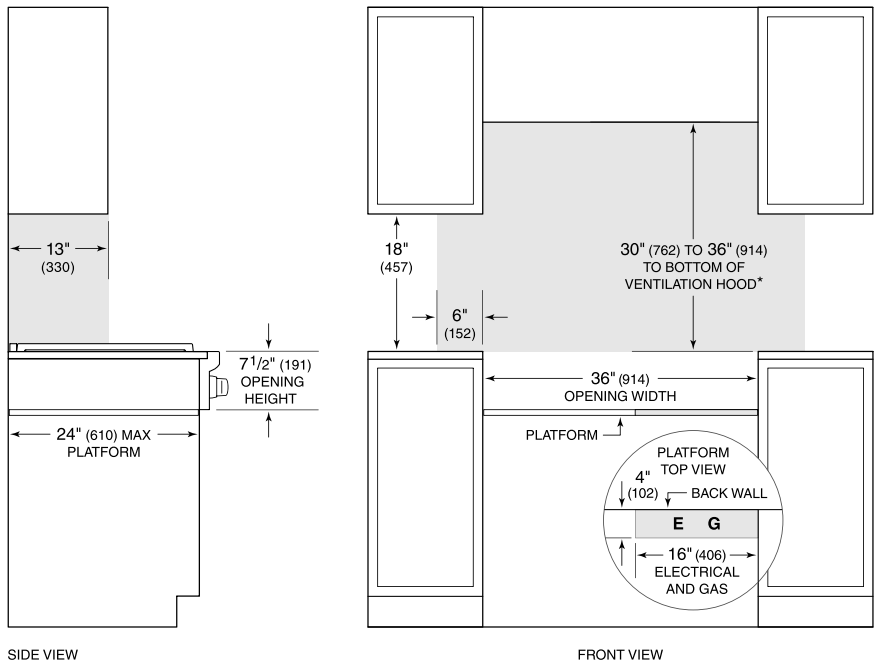 13"
(330)
7 1/2" (191)
OPENING
HEIGHT
24" (610) MAX
PLATFORM
SIDE VIEW
18"
(457)
30" (762) TO 36" (914)
TO BOTTOM OF
VENTILATION HOOD*
6"
(152)
36" (914)
OPENING WIDTH
PLATFORM
PLATFORM
TOP VIEW
4"
(102)
BACK WALL
E G
16" (406)
ELECTRICAL
AND GAS
FRONT VIEW